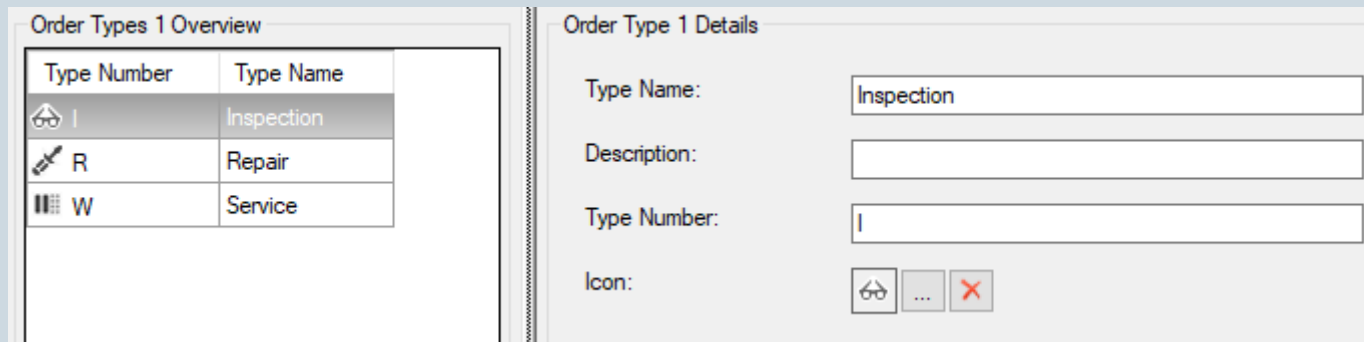 Order Types 1 Overview
Type Number Type Name
I Inspection
R Repair
W Service
Order Type 1 Details
Type Name: Inspection
Description:
Type Number: I
Icon: ...